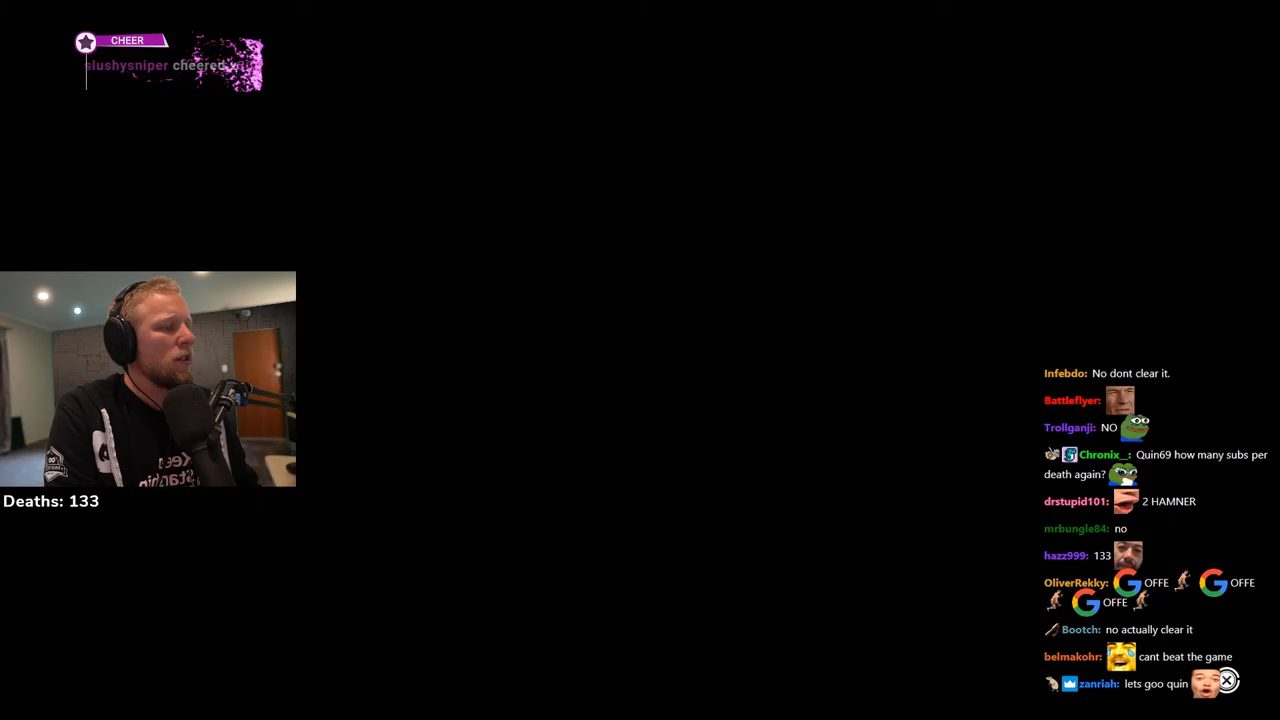 CHEER
slushysniper cheered
Infebdo: No dont clear it.
Battleflyer:
Trollganji: NO
Chronix__: Quin69 how many subs per
death again?
drstupid101: 2 HAMNER
mrbungle84: no
hazz999: 133
OliverRekky: OFFE OFFE
OFFE
Bootch: no actually clear it
belmakohr: cant beat the game
zanriah: lets goo quin
Deaths: 133